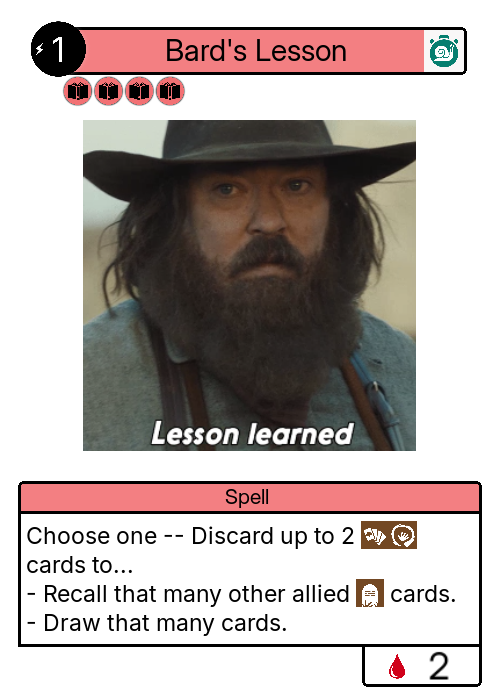 1
Bard's Lesson
Lesson learned
Spell
Choose one -- Discard up to 2
cards to...
- Recall that many other allied cards.
- Draw that many cards.
2